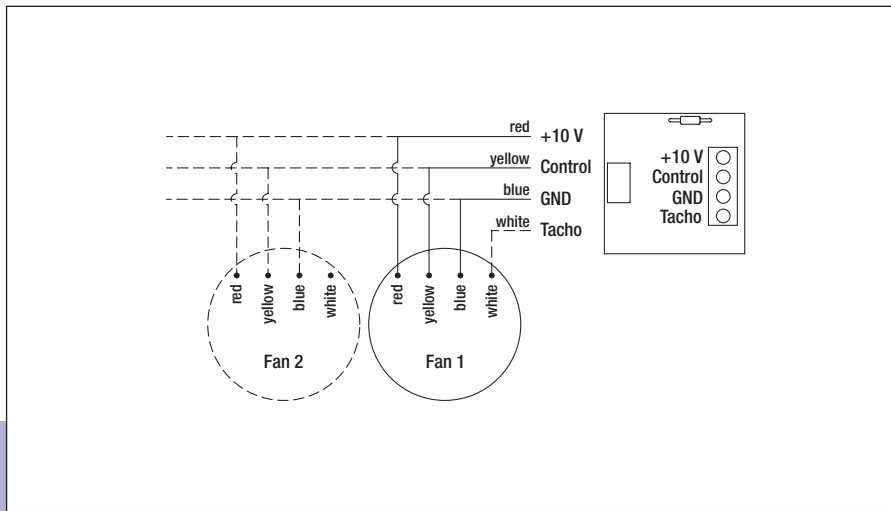 red +10 V
yellow Control
blue GND
white Tacho
+10 V
Control
GND
Tacho
red yellow blue white
Fan 2
red yellow blue white
Fan 1